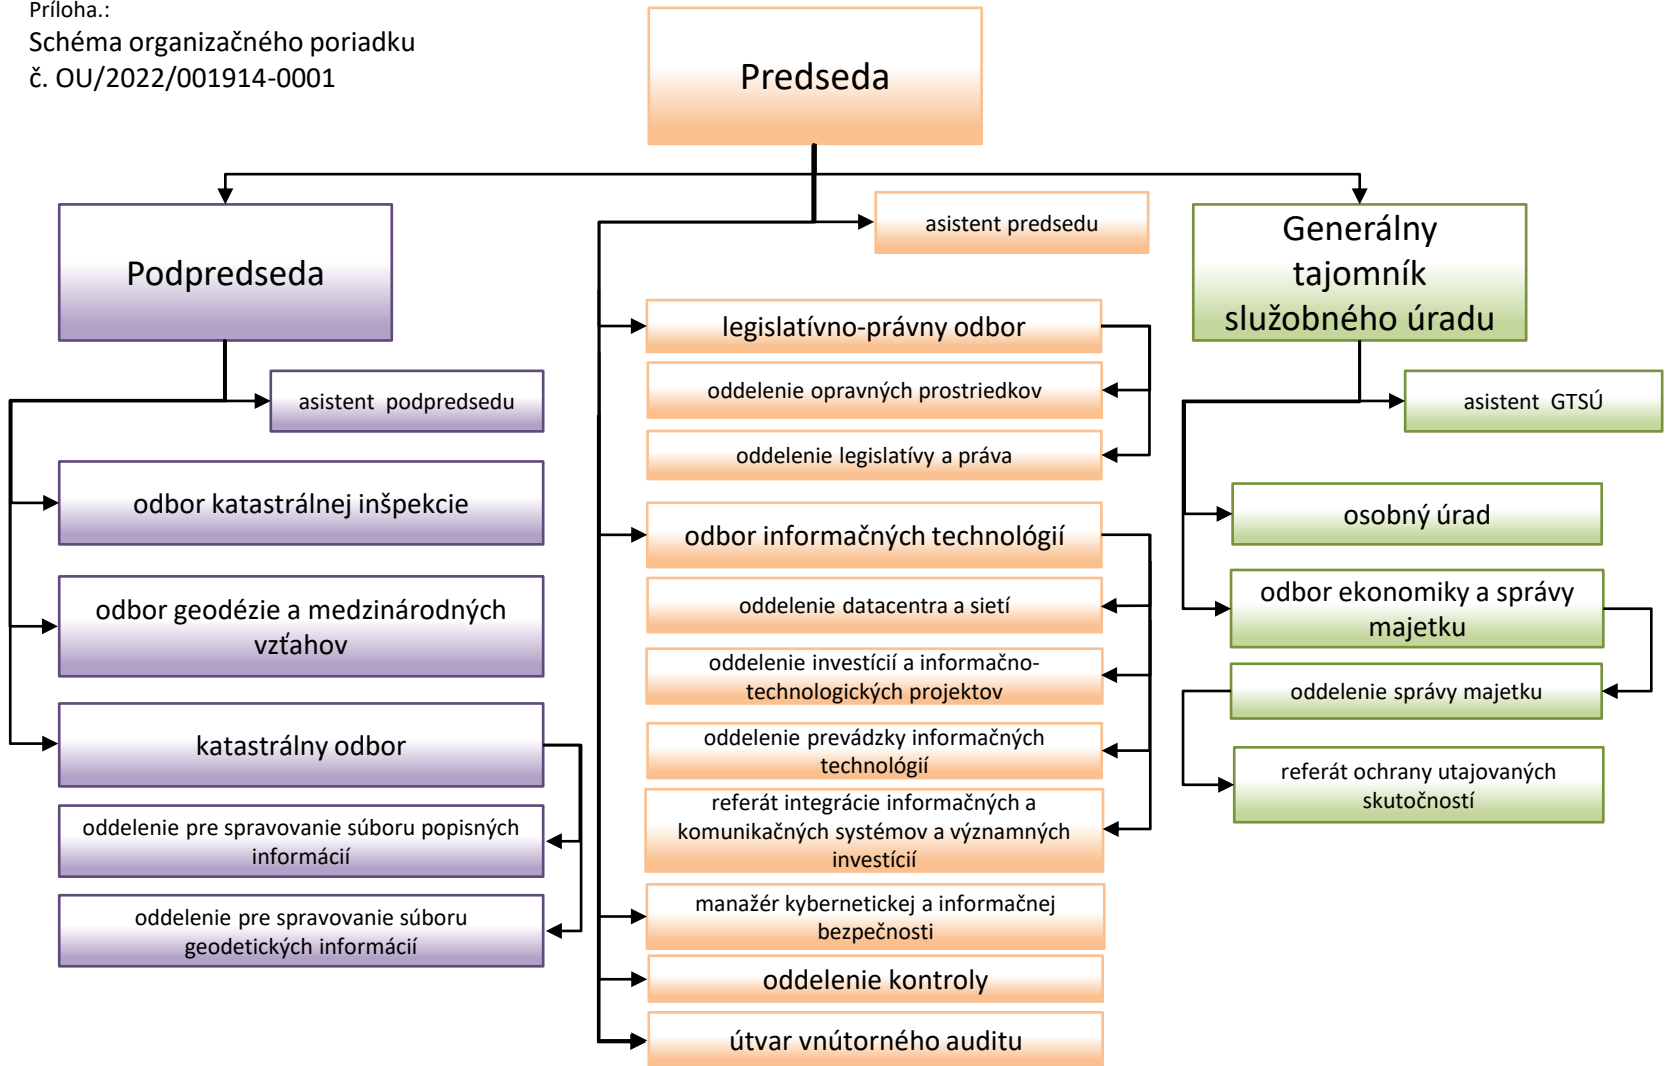 Príloha.:
Schéma organizačného poriadku
č. OU/2022/001914-0001
Predseda
asistent predsedu
Podpredseda
asistent  podpredsedu
odbor katastrálnej inšpekcie
odbor geodézie a medzinárodných
vzťahov
katastrálny odbor
oddelenie pre spravovanie súboru popisných
informácií
oddelenie pre spravovanie súboru
geodetických informácií
legislatívno-právny odbor
oddelenie opravných prostriedkov
oddelenie legislatívy a práva
odbor informačných technológií
oddelenie datacentra a sietí
oddelenie investícií a informačno-
technologických projektov
oddelenie prevádzky informačných
technológií
referát integrácie informačných a
komunikačných systémov a významných
investícií
manažér kybernetickej a informačnej
bezpečnosti
oddelenie kontroly
útvar vnútorného auditu
Generálny
tajomník
služobného úradu
asistent  GTSÚ
osobný úrad
odbor ekonomiky a správy
majetku
oddelenie správy majetku
referát ochrany utajovaných
skutočností